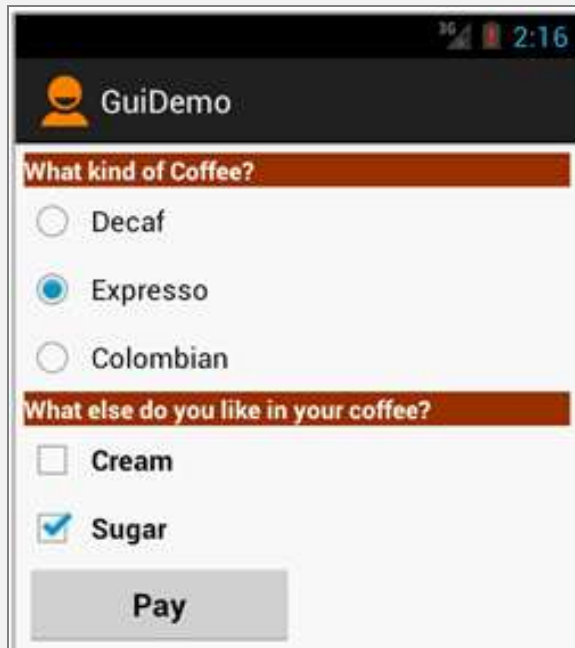 3G 2:16
GuiDemo
What kind of Coffee?
Decaf
Expresso
Colombian
What else do you like in your coffee?
Cream
Sugar
Pay